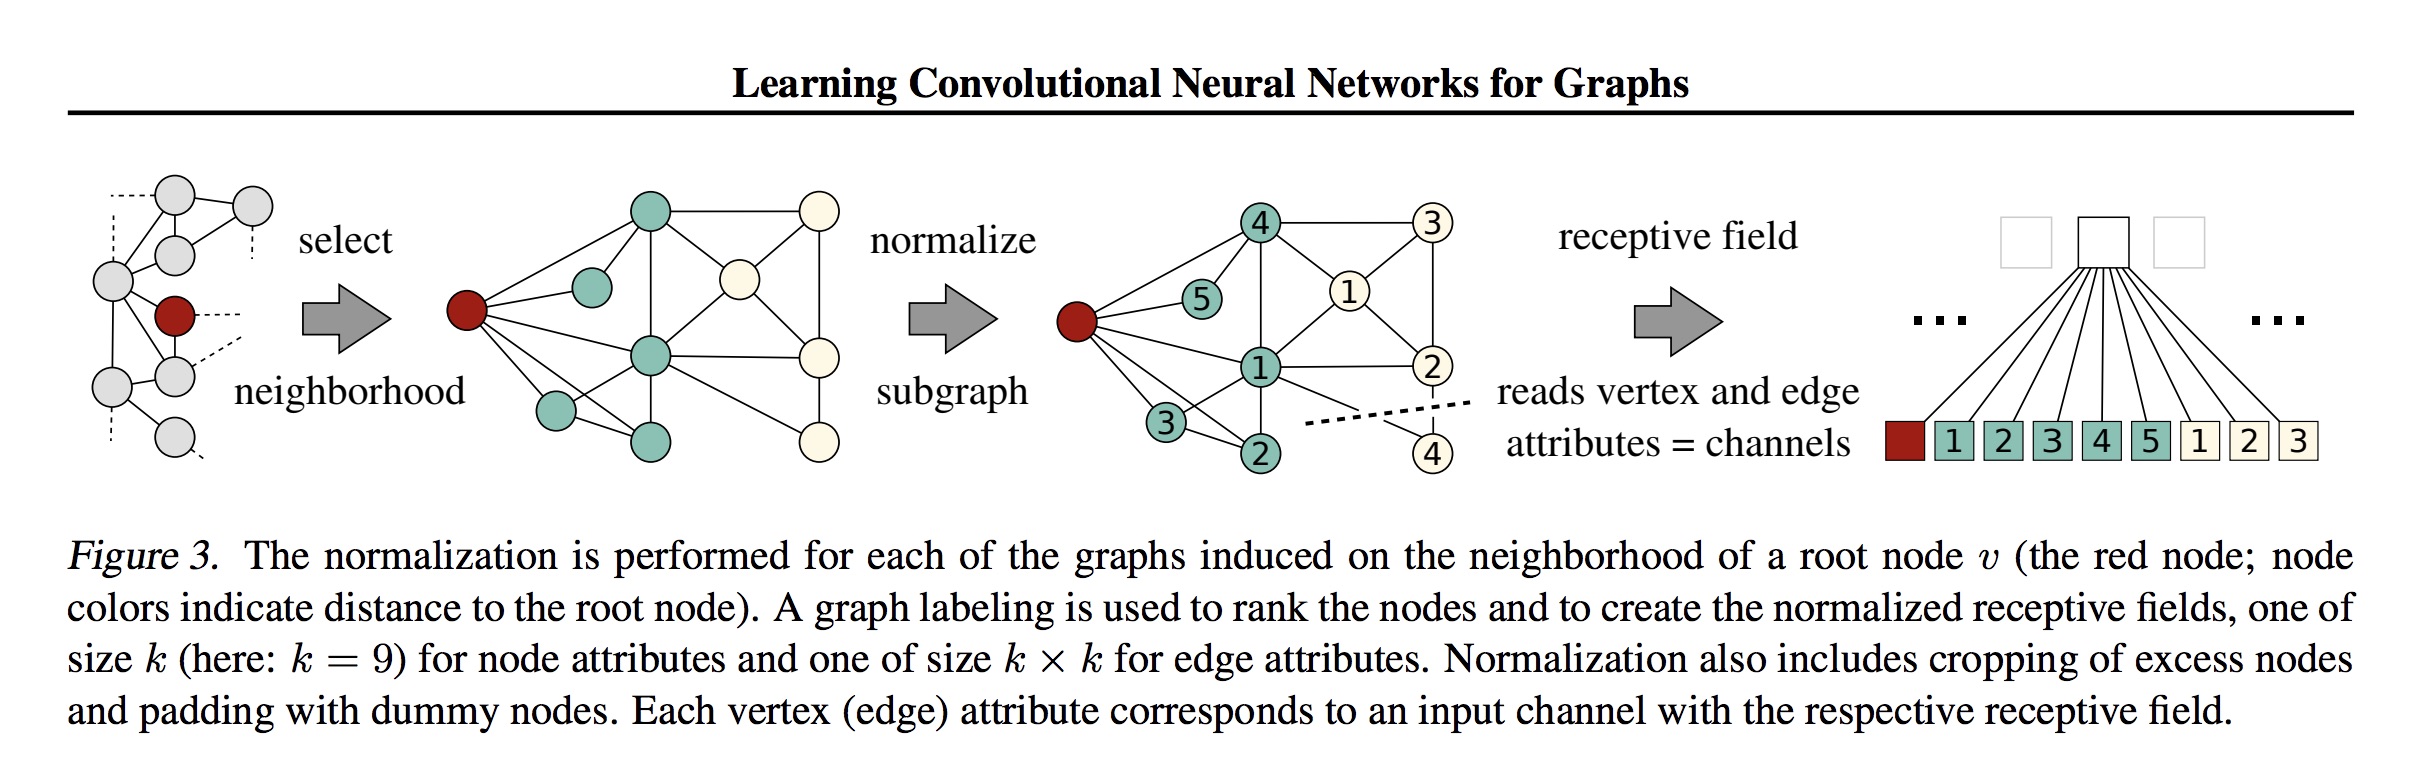 Learning Convolutional Neural Networks for Graphs
select
neighborhood
normalize
subgraph
4
3
5
1
1
2
3
2
4
receptive field
reads vertex and edge
attributes = channels
...
...
1 2 3 4 5 1 2 3
Figure 3. The normalization is performed for each of the graphs induced on the neighborhood of a root node v (the red node; node
colors indicate distance to the root node). A graph labeling is used to rank the nodes and to create the normalized receptive fields, one of
size k (here: k = 9) for node attributes and one of size k × k for edge attributes. Normalization also includes cropping of excess nodes
and padding with dummy nodes. Each vertex (edge) attribute corresponds to an input channel with the respective receptive field.